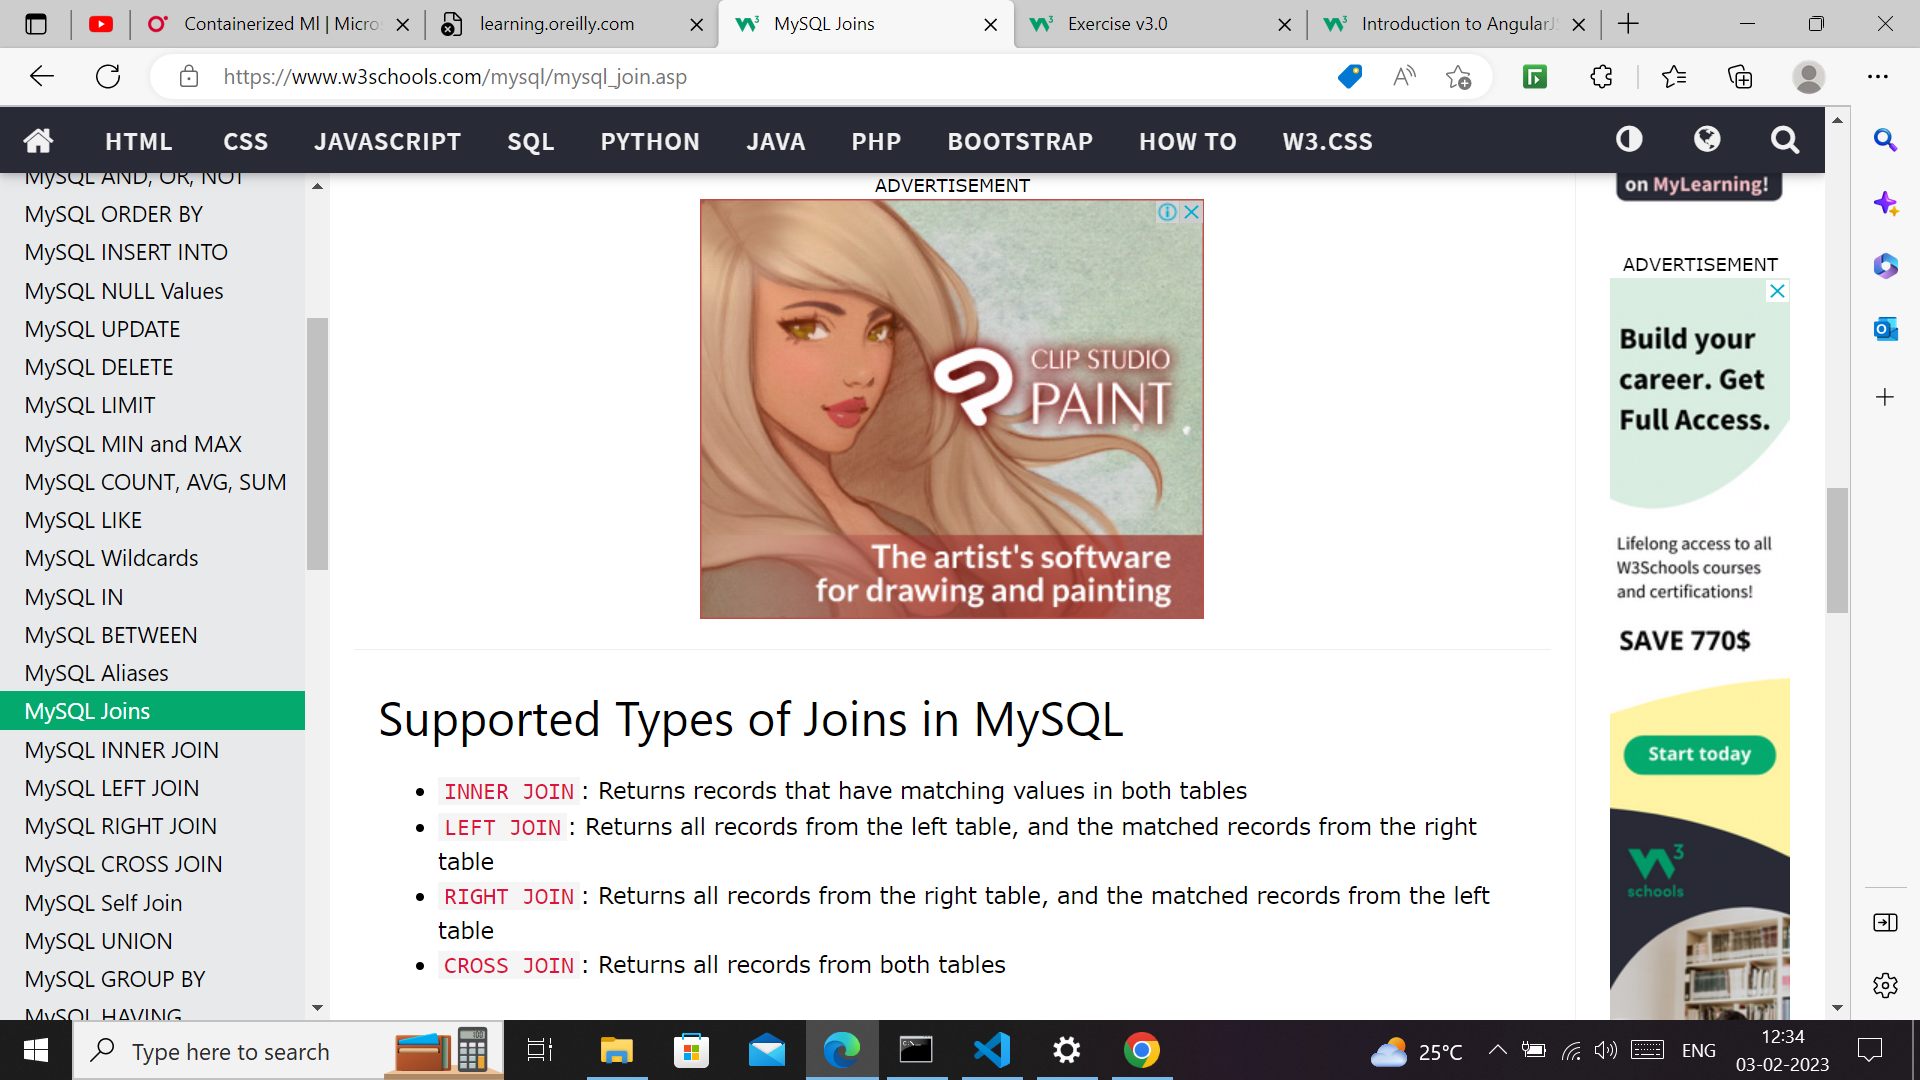 Containerized Ml | Micro
learning.oreilly.com
MySQL Joins
Exercise v3.0
Introduction to AngularJS
https://www.w3schools.com/mysql/mysql_join.asp
HTML CSS JAVASCRIPT SQL PYTHON JAVA PHP BOOTSTRAP HOW TO W3.CSS
MySQL AND, OR, NOT
MySQL ORDER BY
MySQL INSERT INTO
MySQL NULL Values
MySQL UPDATE
MySQL DELETE
MySQL LIMIT
MySQL MIN and MAX
MySQL COUNT, AVG, SUM
MySQL LIKE
MySQL Wildcards
MySQL IN
MySQL BETWEEN
MySQL Aliases
MySQL Joins
MySQL INNER JOIN
MySQL LEFT JOIN
MySQL RIGHT JOIN
MySQL CROSS JOIN
MySQL Self Join
MySQL UNION
MySQL GROUP BY
MySQL HAVING
ADVERTISEMENT
CLIP STUDIO
PAINT
The artist's software
for drawing and painting
Supported Types of Joins in MySQL
• INNER JOIN: Returns records that have matching values in both tables
• LEFT JOIN: Returns all records from the left table, and the matched records from the right
table
• RIGHT JOIN: Returns all records from the right table, and the matched records from the left
table
• CROSS JOIN: Returns all records from both tables
on MyLearning!
ADVERTISEMENT
Build your
career. Get
Full Access.
Lifelong access to all
W3Schools courses
and certifications!
SAVE 770$
Start today
W3
schools
Type here to search
25°C
ENG
12:34
03-02-2023